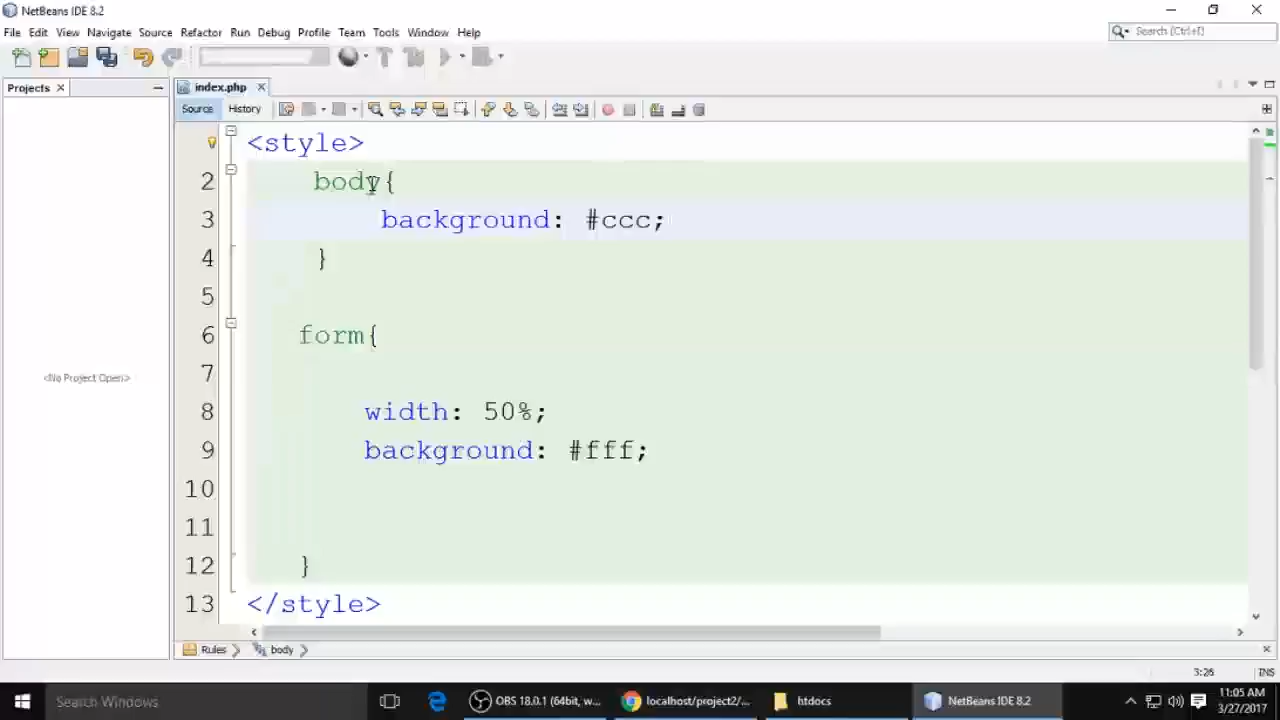 NetBeans IDE 8.2
File Edit View Navigate Source Refactor Run Debug Profile Team Tools Window Help
Search (Ctrl+I)
Projects
index.php
Source History
<style>
2 body{
3 background: #ccc;
4 }
5
6 form{
7
8 width: 50%;
9 background: #fff;
10
11
12 }
13 </style>
<No Project Open>
Rules body
3:26 INS
Search Windows
OBS 18.0.1 (64bit, w...
localhost/project2/...
htdocs
NetBeans IDE 8.2
11:05 AM
3/27/2017